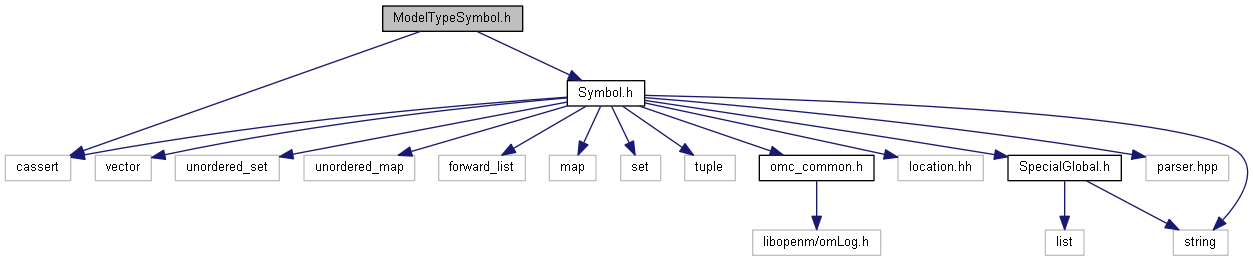 ModelTypeSymbol.h
Symbol.h
cassert
vector
unordered_set
unordered_map
forward_list
map
set
tuple
omc_common.h
location.hh
SpecialGlobal.h
parser.hpp
libopenm/omLog.h
list
string